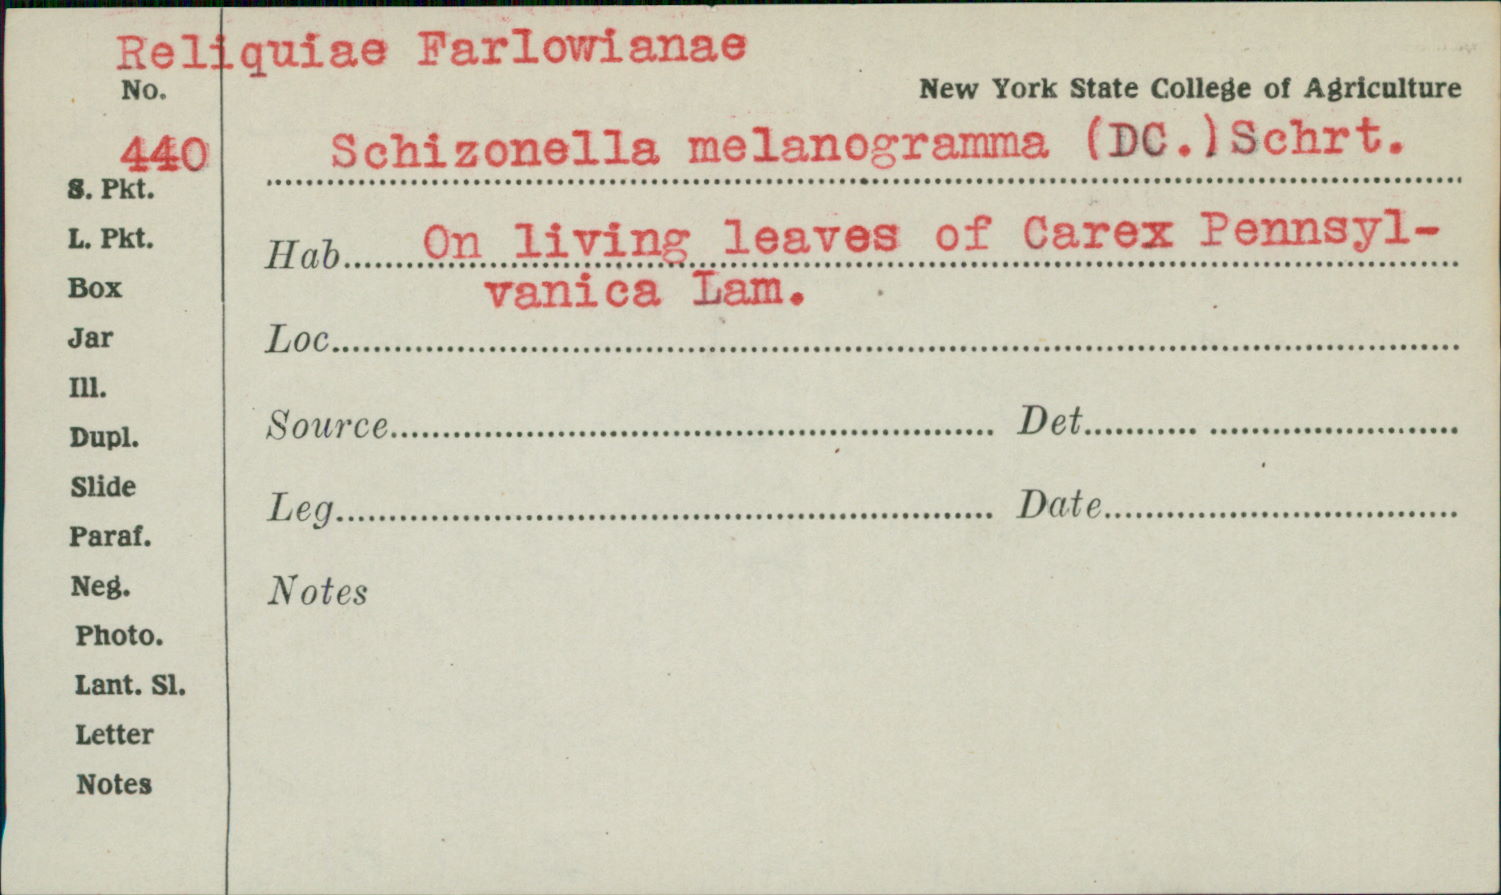 Reliquiae Farlowianae
No.
New York State College of Agriculture
440
Schizonella melanogramma (DC.)Schrt.
S. Pkt.
L. Pkt.
Hab. On living leaves of Carex Pennsyl-
vanica Lam.
Box
Jar
Loc.
Ill.
Dupl.
Source
Det.
Slide
Leg.
Date
Paraf.
Neg.
Notes
Photo.
Lant. Sl.
Letter
Notes